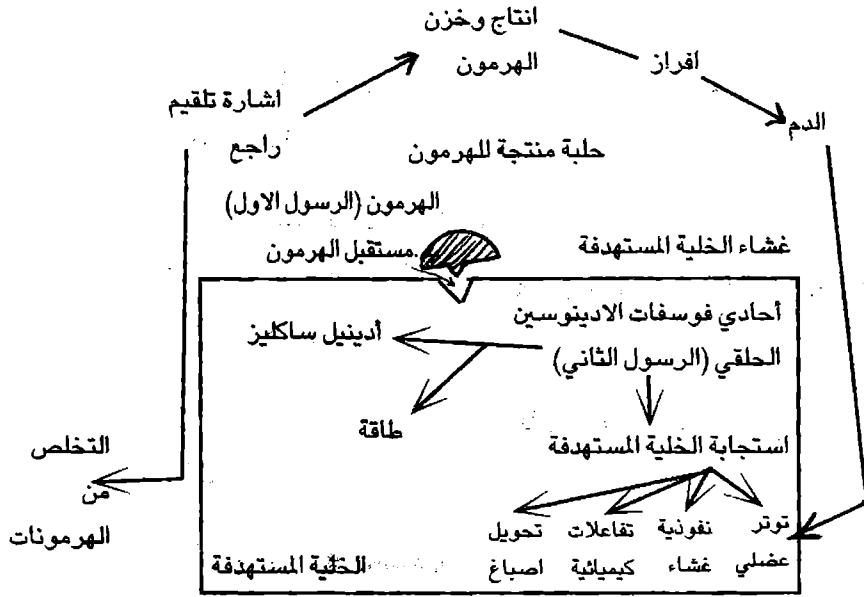 انتاج وخزن
الهرمون
افراز
الدم
اشارة تلقيم
راجع
حلبة منتجة للهرمون
الهرمون (الرسول الاول)
مستقبل الهرمون
غشاء الخلية المستهدفة
أحادي فوسفات الادينوسين
الحلقي (الرسول الثاني)
أدينيل ساكليز
طاقة
استجابة الخلية المستهدفة
توتر
عضلي
نفوذية
غشاء
تفاعلات
كيميائية
تحويل
اصباغ
الخلية المستهدفة
التخلص
من
الهرمونات